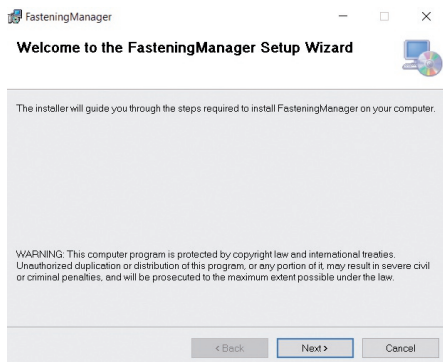 FasteningManager
Welcome to the FasteningManager Setup Wizard
The installer will guide you through the steps required to install FasteningManager on your computer.
WARNING: This computer program is protected by copyright law and international treaties.
Unauthorized duplication or distribution of this program, or any portion of it, may result in severe civil
or criminal penalties, and will be prosecuted to the maximum extent possible under the law.
< Back
Next >
Cancel